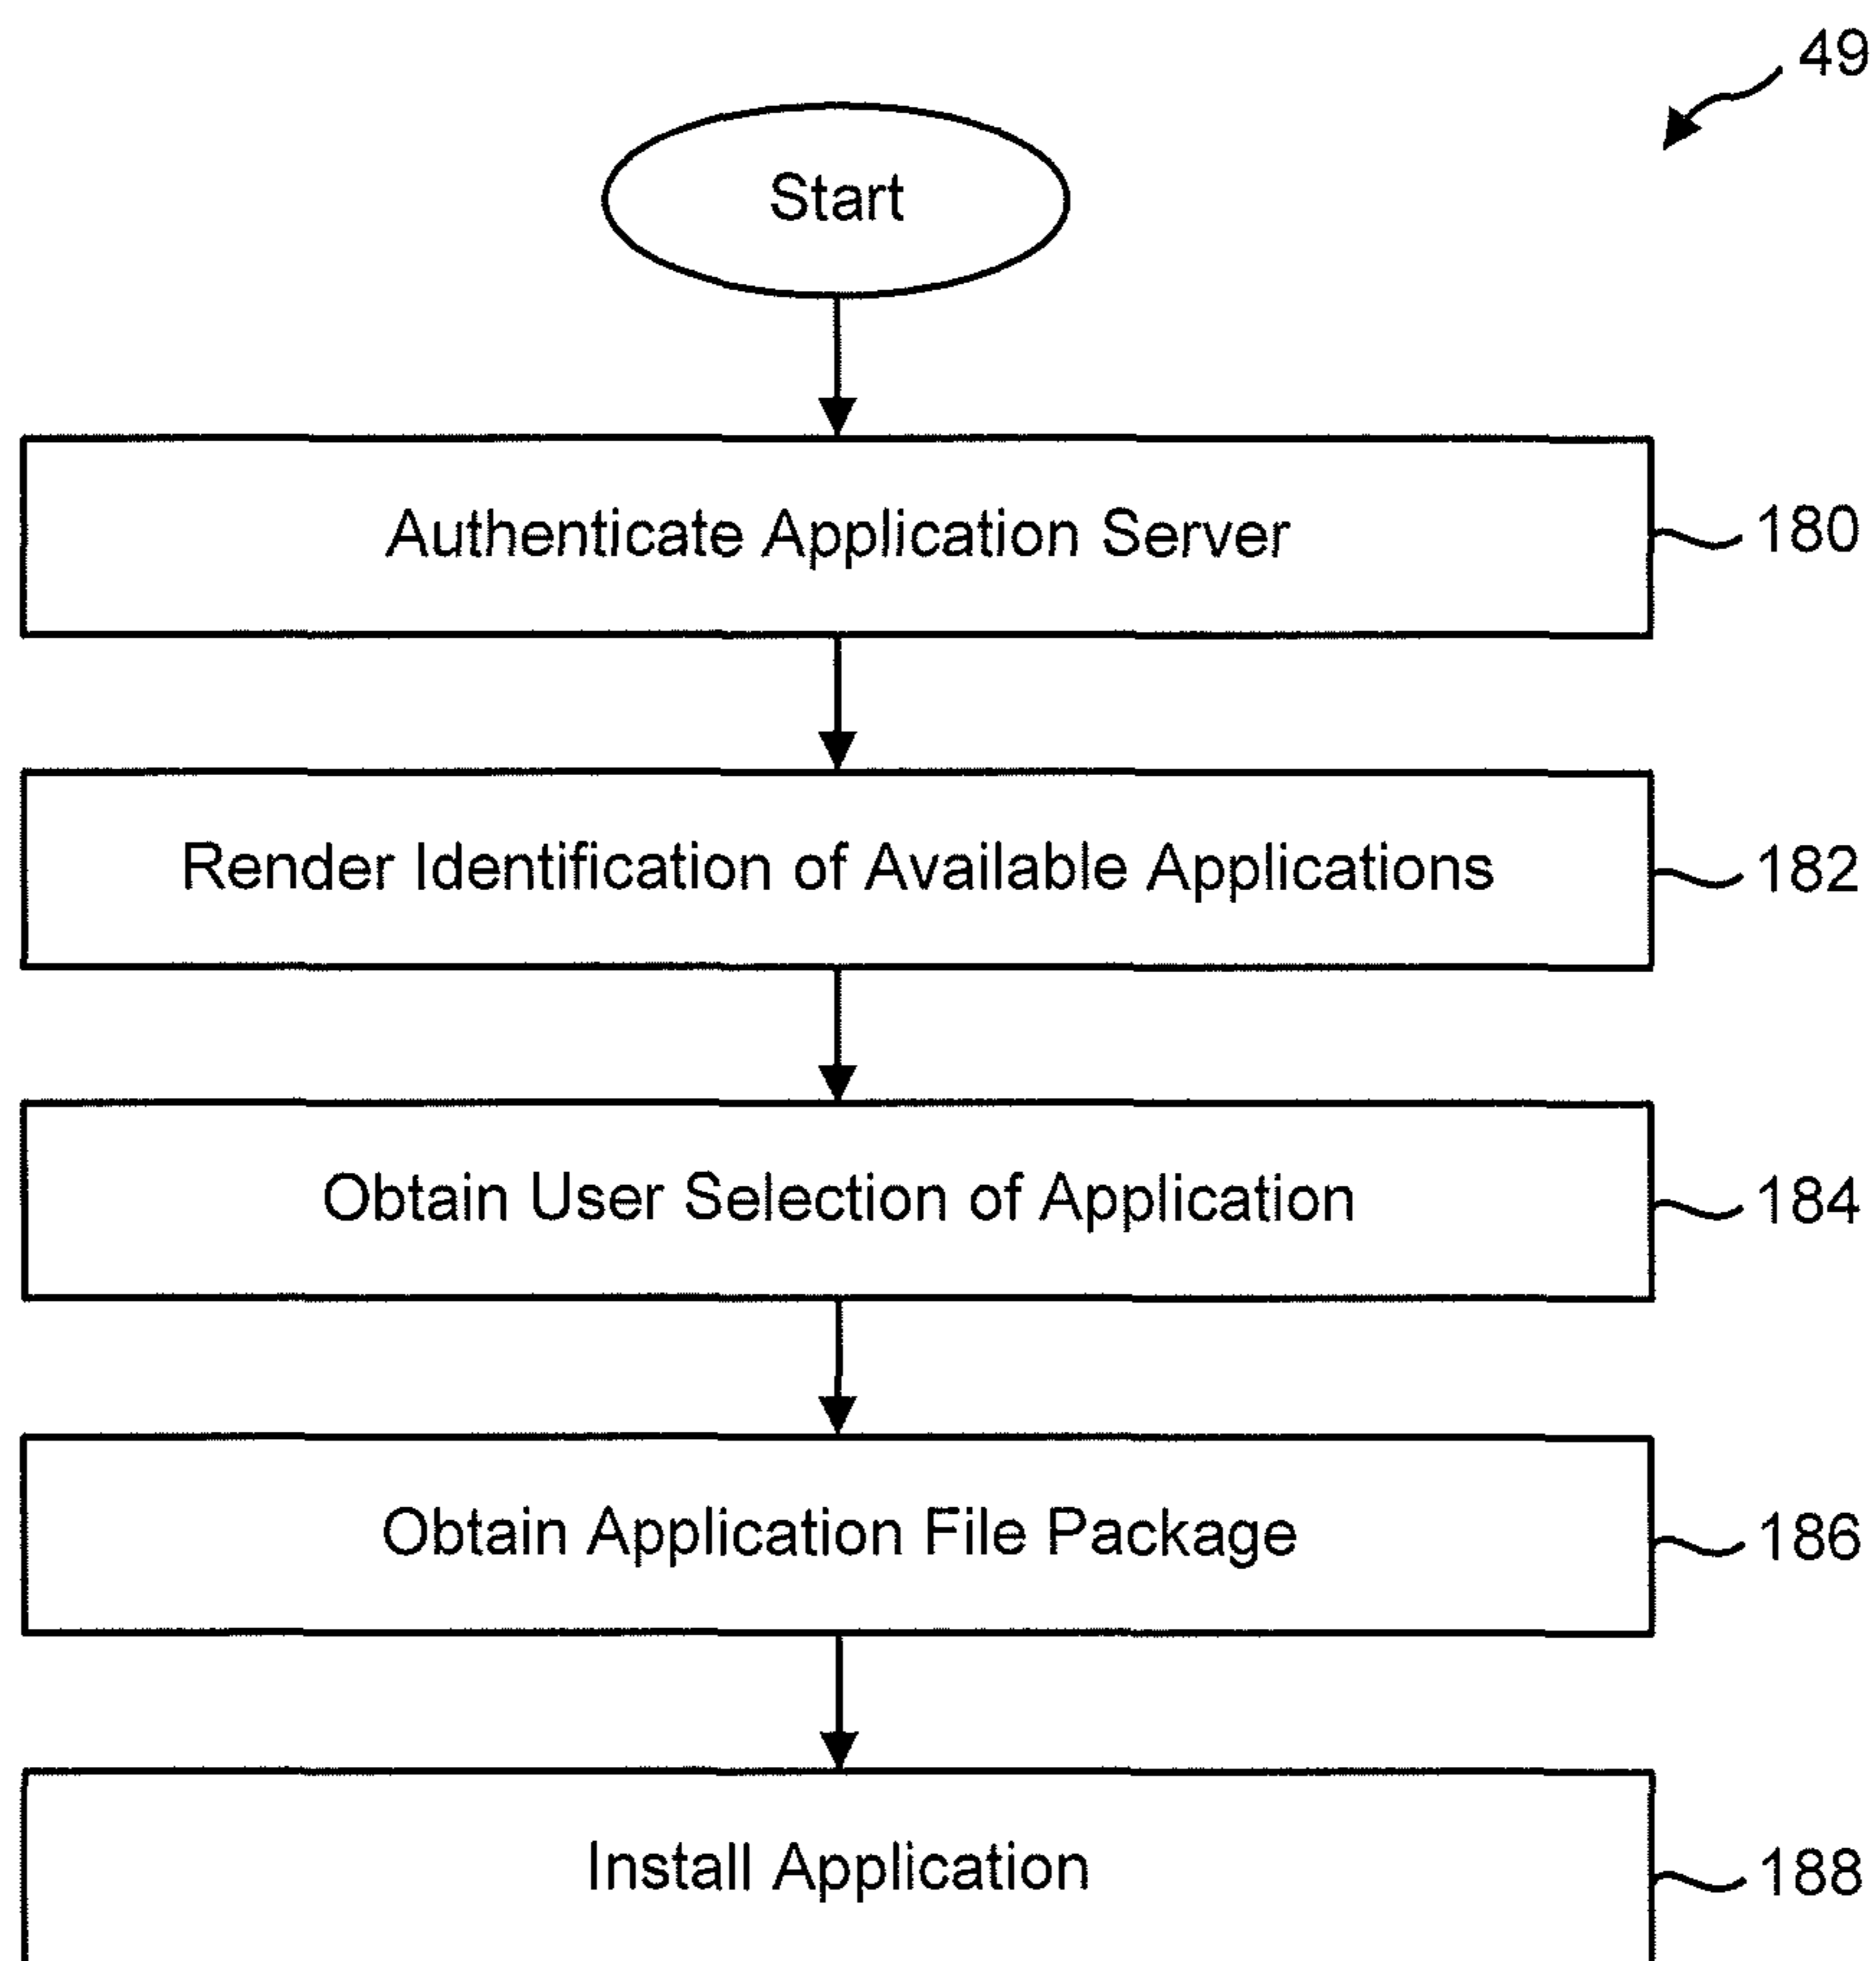 49
Start
Authenticate Application Server
180
Render Identification of Available Applications
182
Obtain User Selection of Application
184
Obtain Application File Package
186
Install Application
188